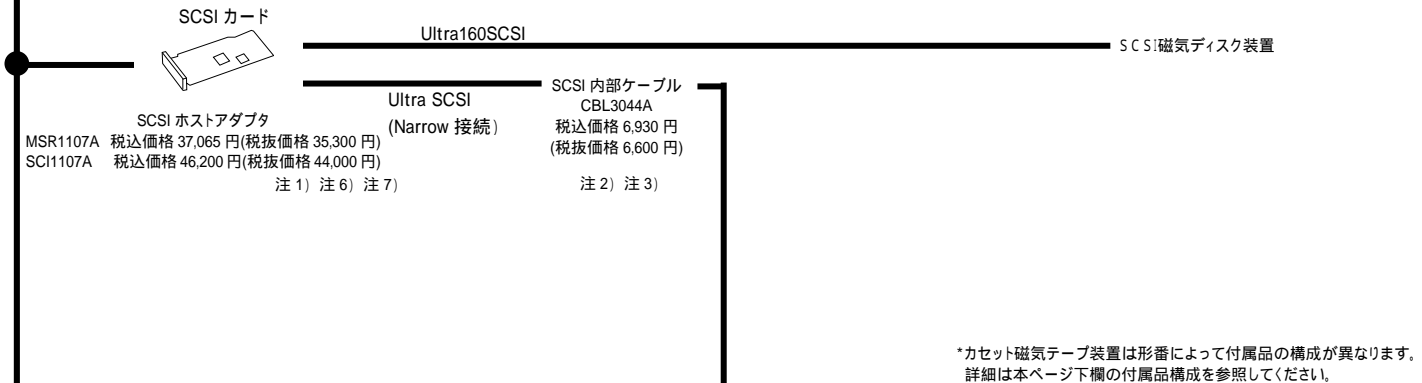 SCSI カード
Ultra160SCSI
SCSI磁気ディスク装置
Ultra SCSI
(Narrow 接続)
SCSI 内部ケーブル
CBL3044A
税込価格 6,930 円
(税抜価格 6,600 円)
注 2) 注 3)
SCSI ホストアダプタ
MSR1107A 税込価格 37,065 円(税抜価格 35,300 円)
SCI1107A 税込価格 46,200 円(税抜価格 44,000 円)
注 1) 注 6) 注 7)
*カセット磁気テープ装置は形番によって付属品の構成が異なります。
詳細は本ページ下欄の付属品構成を参照してください。